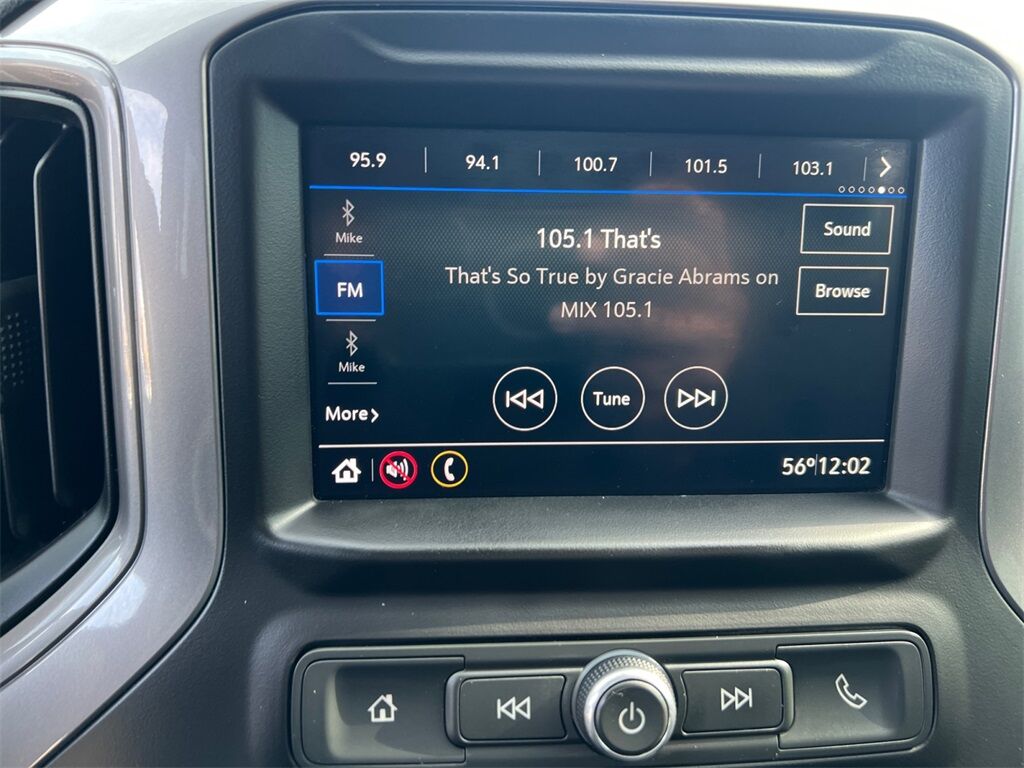 95.9 94.1 100.7 101.5 103.1
Mike
105.1 That's
Sound
FM
That's So True by Gracie Abrams on
MIX 105.1
Browse
Mike
Tune
More
56° 12:02